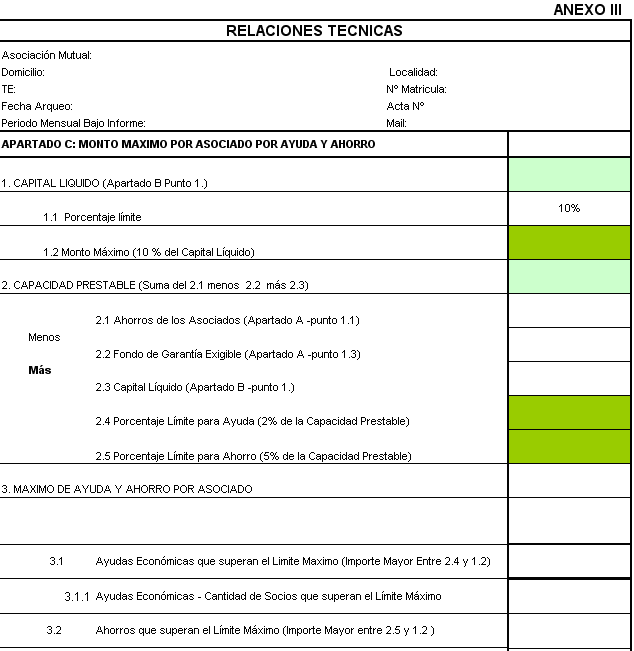 ANEXO III
RELACIONES TECNICAS
Asociación Mutual:
Domicilio: Localidad:
TE: Nº Matricula:
Fecha Arqueo: Acta Nº
Periodo Mensual Bajo Informe: Mail:
APARTADO C: MONTO MAXIMO POR ASOCIADO POR AYUDA Y AHORRO
1. CAPITAL LIQUIDO (Apartado B Punto 1.)
1.1 Porcentaje límite 10%
1.2 Monto Máximo (10 % del Capital Líquido)
2. CAPACIDAD PRESTABLE (Suma del 2.1 menos 2.2 más 2.3)
2.1 Ahorros de los Asociados (Apartado A -punto 1.1)
Menos
2.2 Fondo de Garantía Exigible (Apartado A -punto 1.3)
Más
2.3 Capital Líquido (Apartado B -punto 1.)
2.4 Porcentaje Límite para Ayuda (2% de la Capacidad Prestable)
2.5 Porcentaje Límite para Ahorro (5% de la Capacidad Prestable)
3. MAXIMO DE AYUDA Y AHORRO POR ASOCIADO
3.1 Ayudas Económicas que superan el Limite Maximo (Importe Mayor Entre 2.4 y 1.2)
3.1.1 Ayudas Económicas - Cantidad de Socios que superan el Límite Máximo
3.2 Ahorros que superan el Límite Máximo (Importe Mayor entre 2.5 y 1.2 )